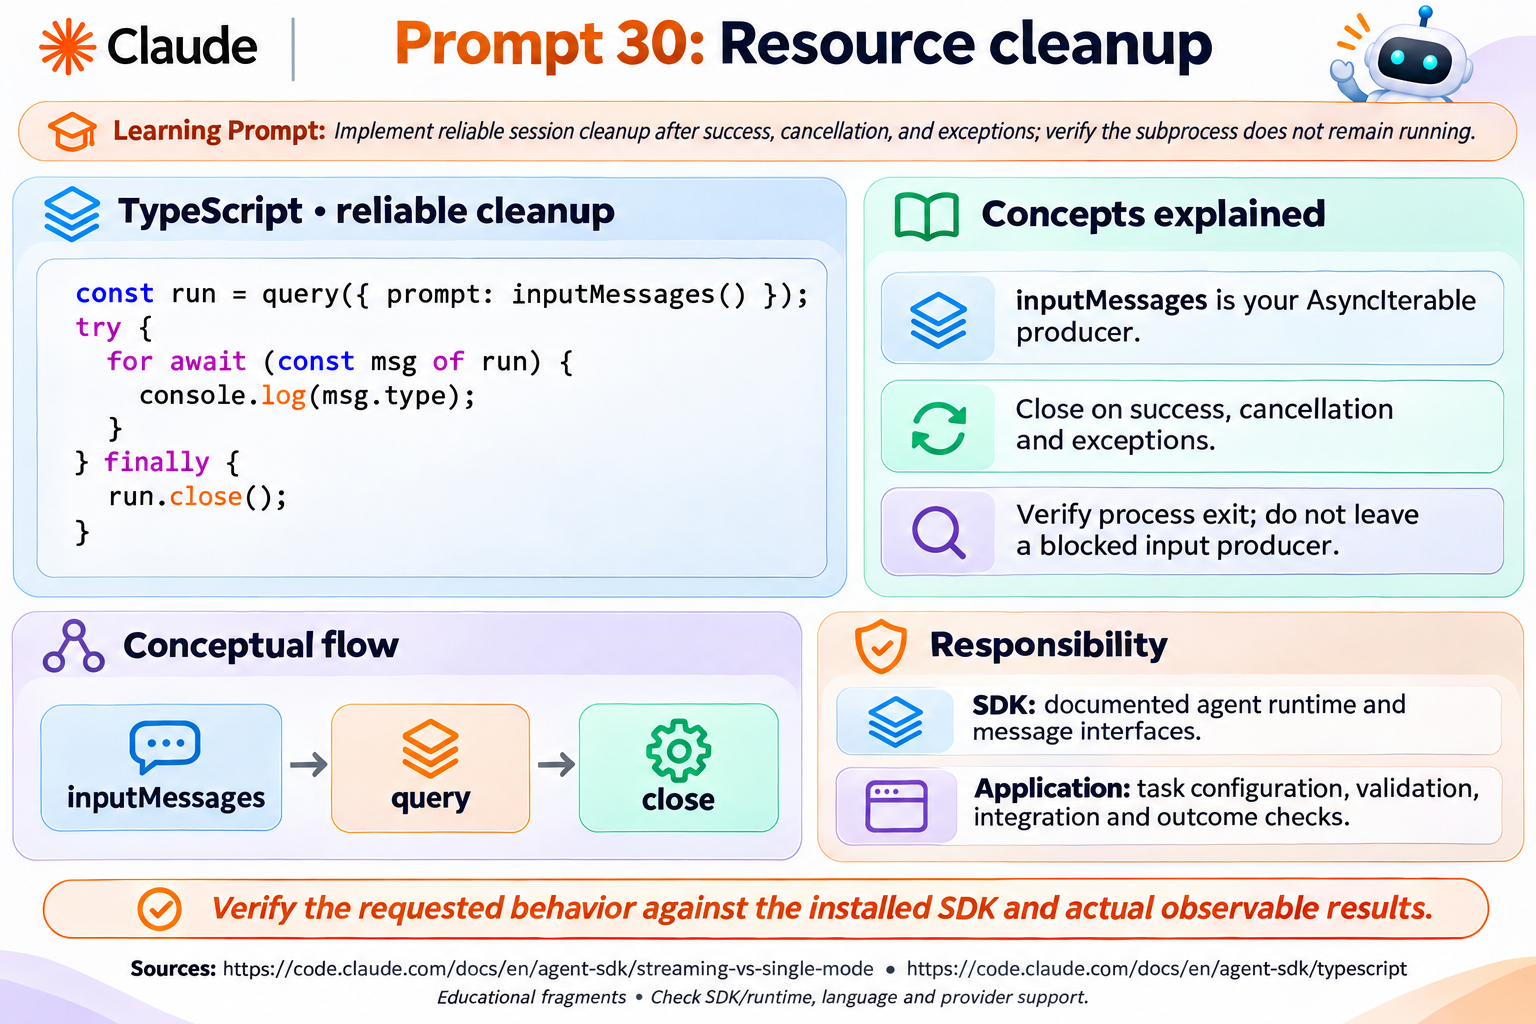 Claude
Prompt 30: Resource cleanup
Learning Prompt: Implement reliable session cleanup after success, cancellation, and exceptions; verify the subprocess does not remain running.
TypeScript • reliable cleanup
const run = query({ prompt: inputMessages() });
try {
  for await (const msg of run) {
    console.log(msg.type);
  }
} finally {
  run.close();
}
Concepts explained
inputMessages is your AsyncIterable
producer.
Close on success, cancellation
and exceptions.
Verify process exit; do not leave
a blocked input producer.
Conceptual flow
inputMessages → query → close
Responsibility
SDK: documented agent runtime and
message interfaces.
Application: task configuration, validation,
integration and outcome checks.
Verify the requested behavior against the installed SDK and actual observable results.
Sources: https://code.claude.com/docs/en/agent-sdk/streaming-vs-single-mode • https://code.claude.com/docs/en/agent-sdk/typescript
Educational fragments • Check SDK/runtime, language and provider support.